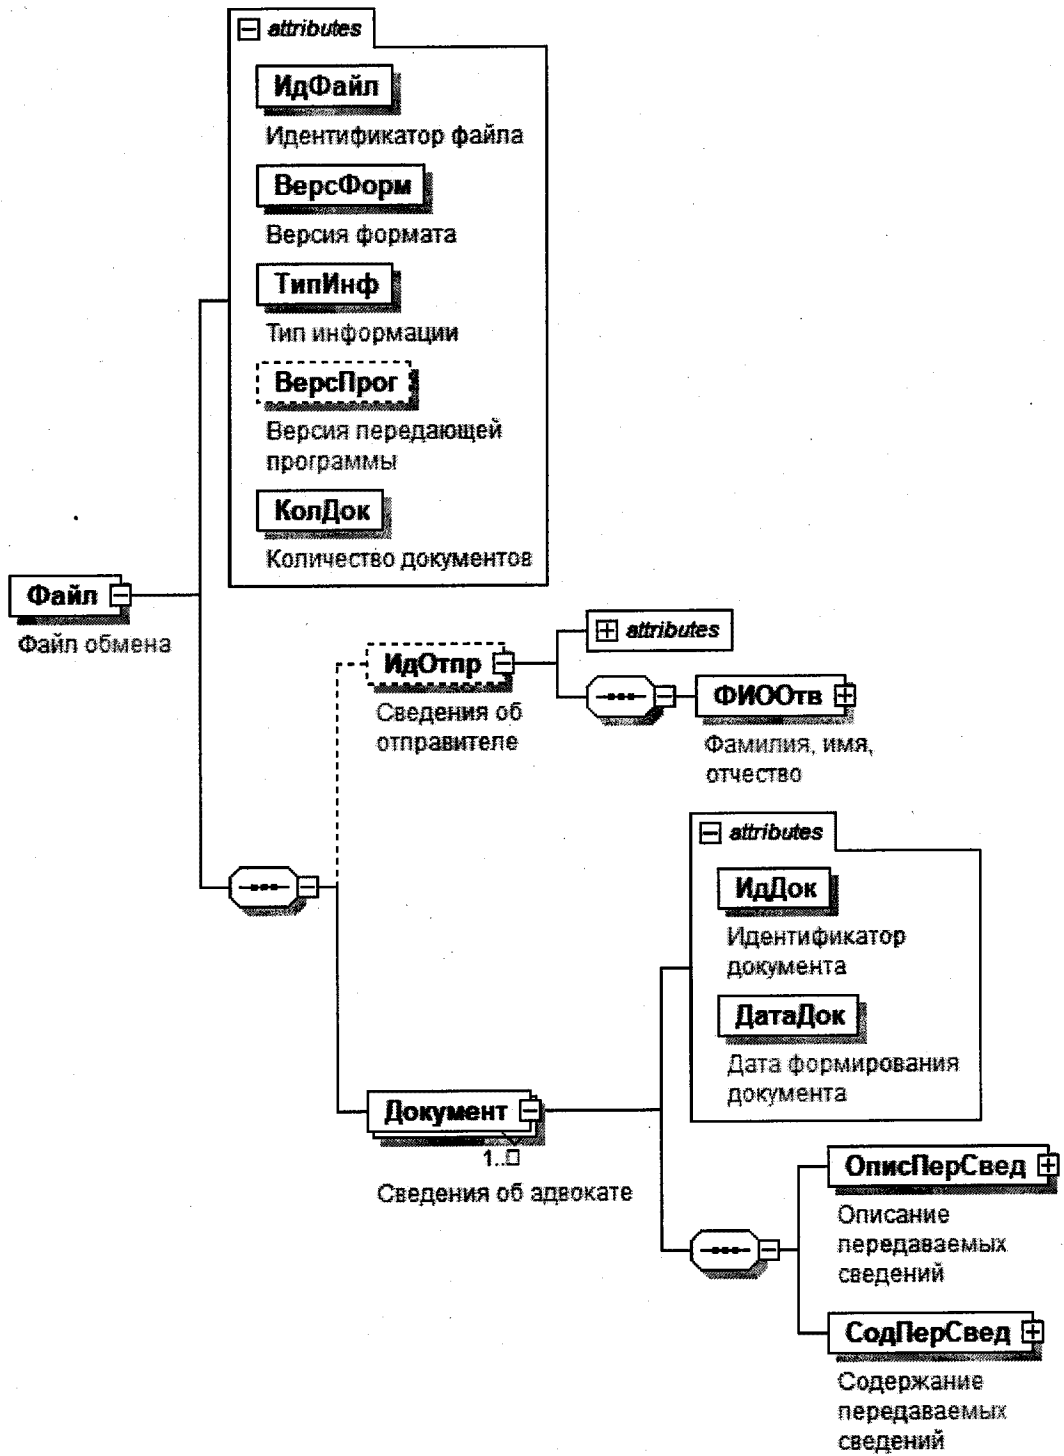 attributes
ИдФайл
Идентификатор файла
ВерсФорм
Версия формата
ТипИнф
Тип информации
ВерсПрог
Версия передающей
программы
КолДок
Количество документов
Файл
Файл обмена
attributes
ИдОтпр
Сведения об
отправителе
ФИООтв
Фамилия, имя,
отчество
attributes
ИдДок
Идентификатор
документа
ДатаДок
Дата формирования
документа
Документ
1..□
Сведения об адвокате
ОписПерСвед
Описание
передаваемых
сведений
СодПерСвед
Содержание
передаваемых
сведений